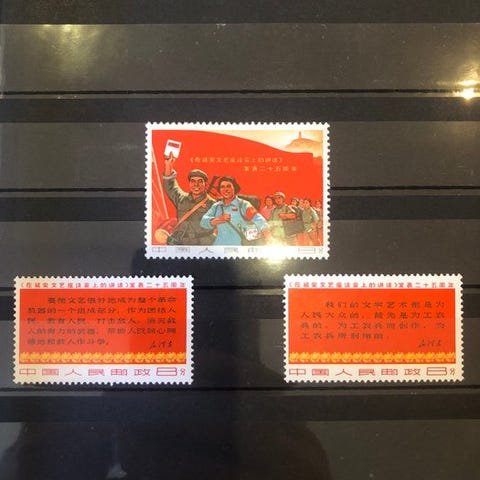 《在延安文艺座谈会上的讲话》
发表二十五周年
中国人民邮政 8分
《在延安文艺座谈会上的讲话》发表二十五周年
要使文艺很好地成为整个革命
机器的一个组成部分，作为团结人
民、教育人民、打击敌人、消灭敌
人的有力的武器，帮助人民同心同
德地和敌人作斗争。
毛泽东
中国人民邮政 8分
《在延安文艺座谈会上的讲话》发表二十五周年
我们的文学艺术都是为
人民大众的，首先是为工农
兵的，为工农兵而创作，为
工农兵所利用的。
毛泽东
中国人民邮政 8分